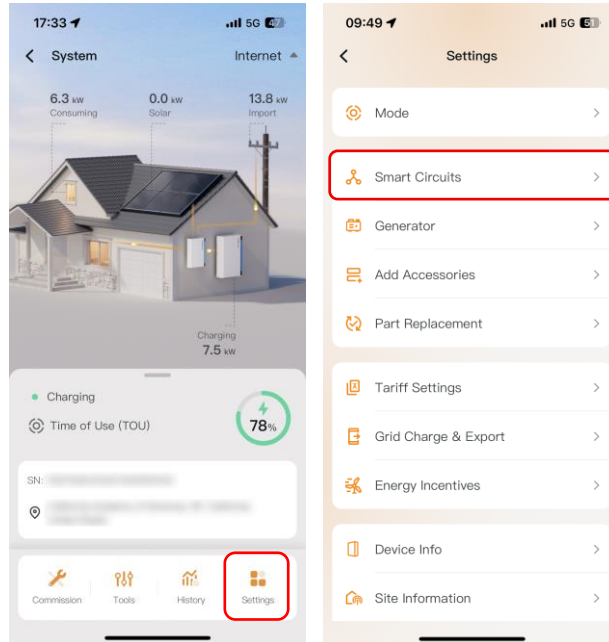 17:33
5G
47
System
Internet
6.3 kW
Consuming
0.0 kW
Solar
13.8 kW
Import
Charging
7.5 kW
Charging
Time of Use (TOU)
78%
SN:
Commission
Tools
History
Settings
09:49
5G
51
Settings
Mode
Smart Circuits
Generator
Add Accessories
Part Replacement
Tariff Settings
Grid Charge & Export
Energy Incentives
Device Info
Site Information